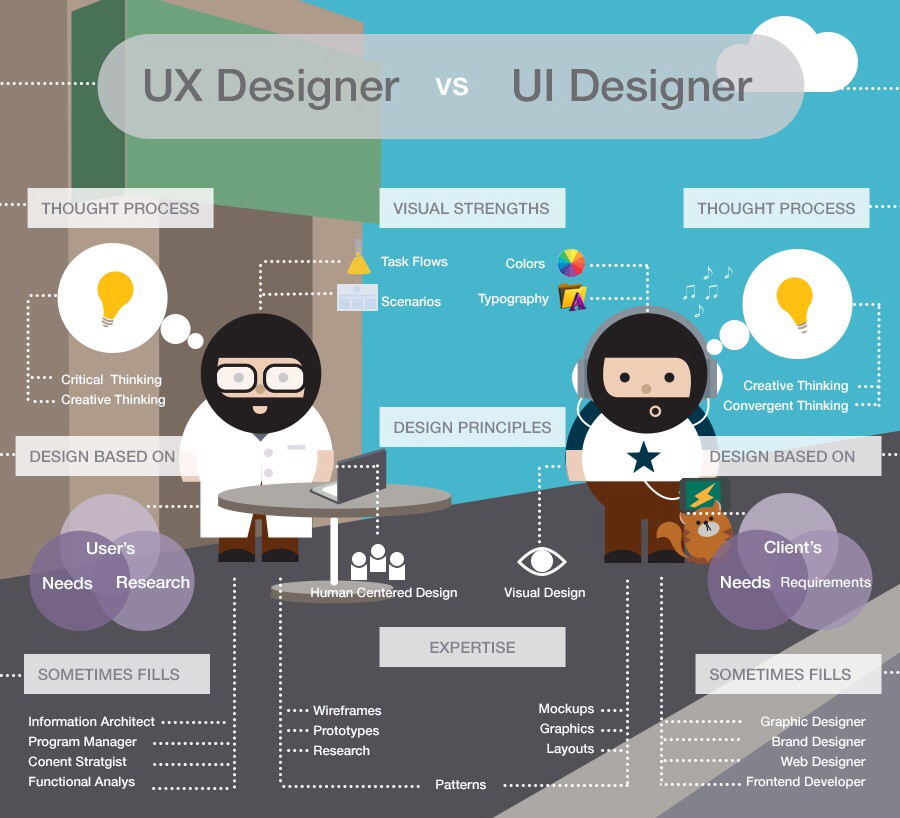 UX Designer vs UI Designer
THOUGHT PROCESS
VISUAL STRENGTHS
THOUGHT PROCESS
Task Flows
Scenarios
Colors
Typography
Critical Thinking
Creative Thinking
Creative Thinking
Convergent Thinking
DESIGN PRINCIPLES
DESIGN BASED ON
DESIGN BASED ON
User's
Needs
Research
Human Centered Design
Visual Design
Client's
Needs
Requirements
EXPERTISE
SOMETIMES FILLS
SOMETIMES FILLS
Information Architect
Program Manager
Conent Stratgist
Functional Analys
Wireframes
Prototypes
Research
Mockups
Graphics
Layouts
Patterns
Graphic Designer
Brand Designer
Web Designer
Frontend Developer